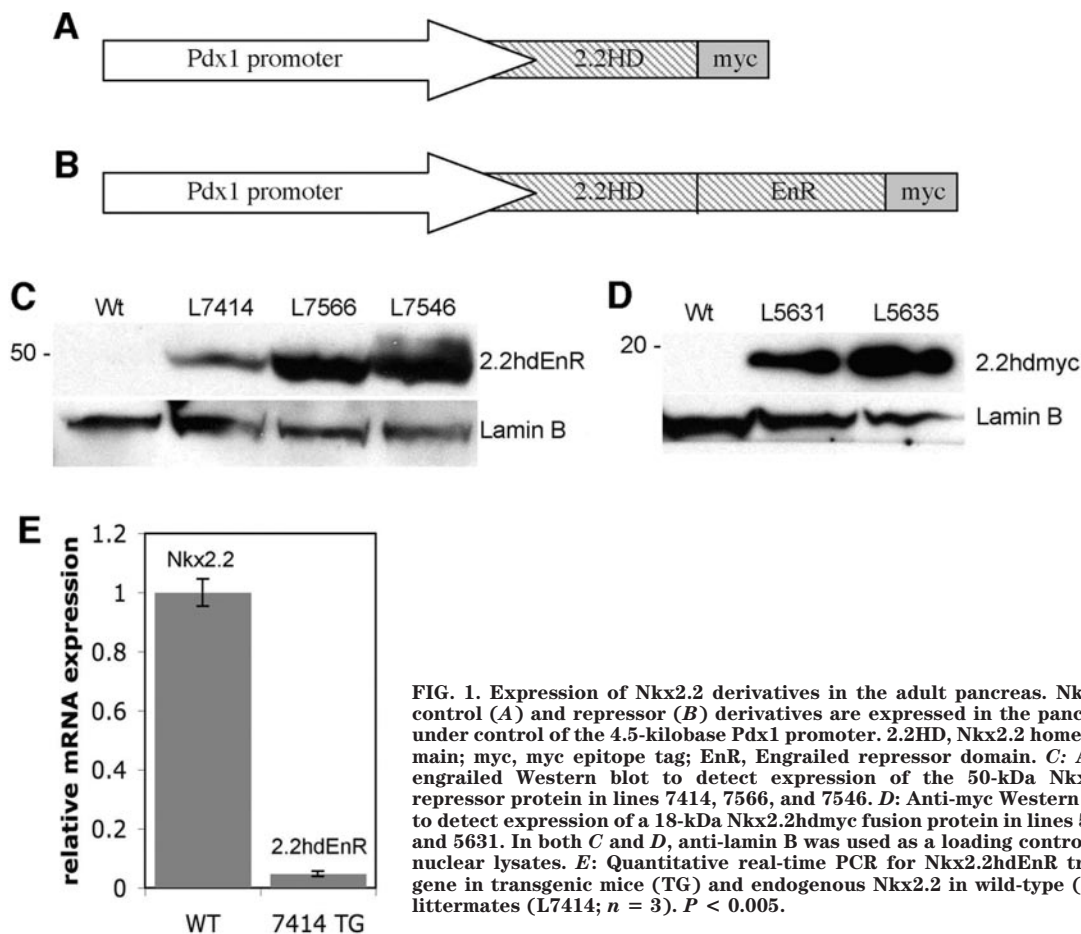 A
Pdx1 promoter
2.2HD
myc
B
Pdx1 promoter
2.2HD
EnR
myc
C
Wt L7414 L7566 L7546
50 -
2.2hdEnR
Lamin B
D
Wt L5631 L5635
20 -
2.2hdmyc
Lamin B
E
relative mRNA expression
1.2
1
0.8
0.6
0.4
0.2
0
Nkx2.2
2.2hdEnR
WT 7414 TG
FIG. 1. Expression of Nkx2.2 derivatives in the adult pancreas.
control (A) and repressor (B) derivatives are expressed in the
under control of the 4.5-kilobase Pdx1 promoter. 2.2HD, Nkx2.2 home
main; myc, myc epitope tag; EnR, Engrailed repressor domain. C:
engrailed Western blot to detect expression of the 50-kDa
repressor protein in lines 7414, 7566, and 7546. D: Anti-myc Western
to detect expression of a 18-kDa Nkx2.2hdmyc fusion protein in lines
and 5631. In both C and D, anti-lamin B was used as a loading control
nuclear lysates. E: Quantitative real-time PCR for Nkx2.2hdEnR
gene in transgenic mice (TG) and endogenous Nkx2.2 in wild-type
littermates (L7414; n = 3). P < 0.005.